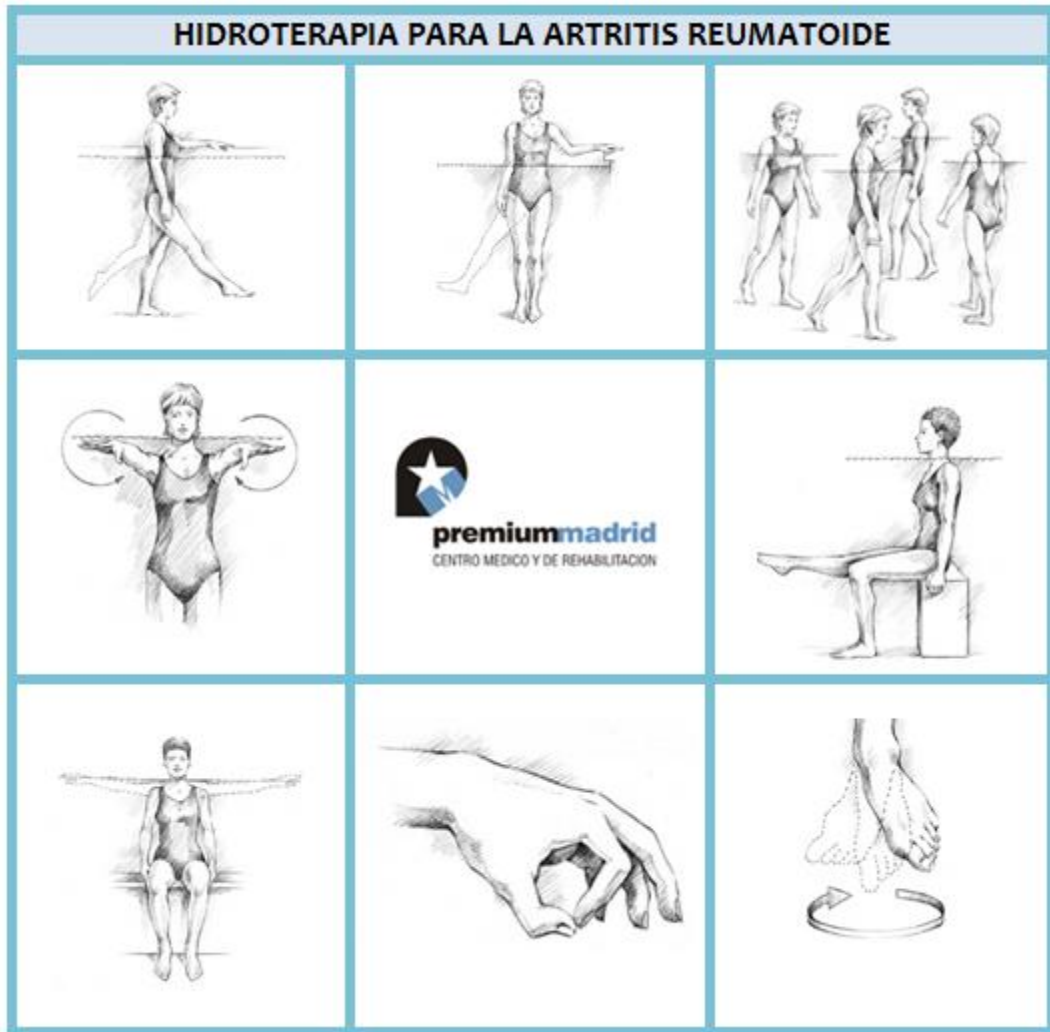 HIDROTERAPIA PARA LA ARTRITIS REUMATOIDE
M
premiummadrid
CENTRO MEDICO Y DE REHABILITACION